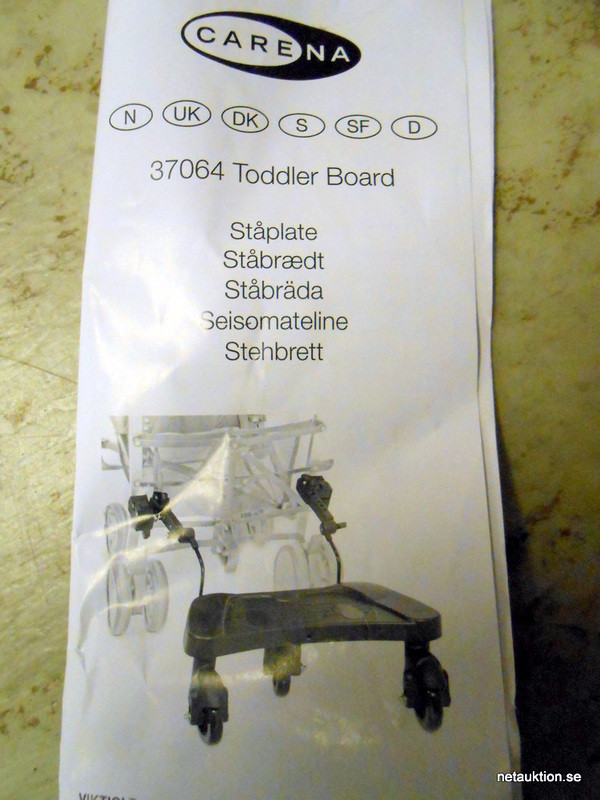 CARENA
N UK DK S SF D
37064 Toddler Board
Ståplate
Ståbrædt
Ståbräda
Seisomateline
Stehbrett
netauktion.se